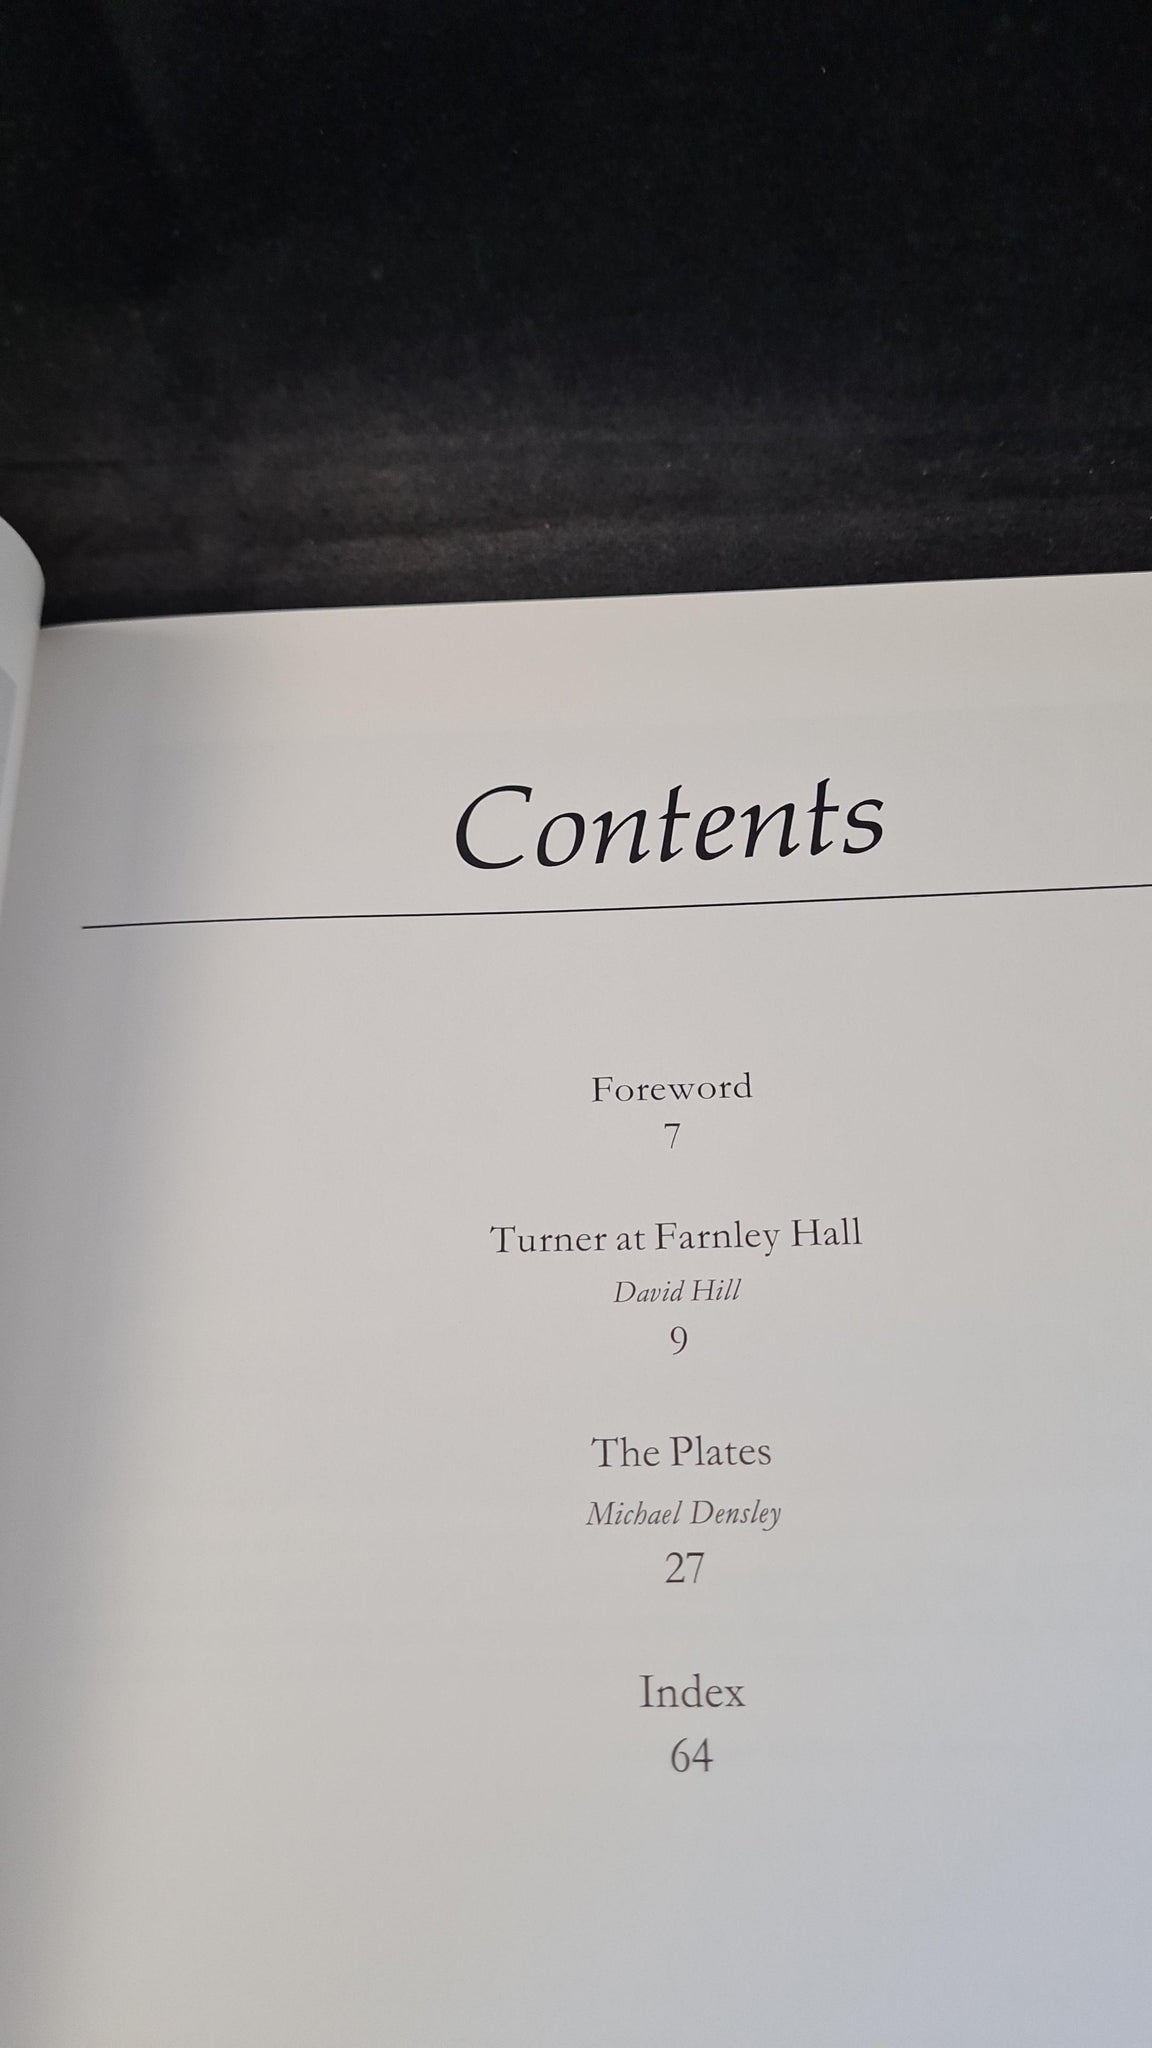 Contents
Foreword
7
Turner at Farnley Hall
David Hill
9
The Plates
Michael Densley
27
Index
64